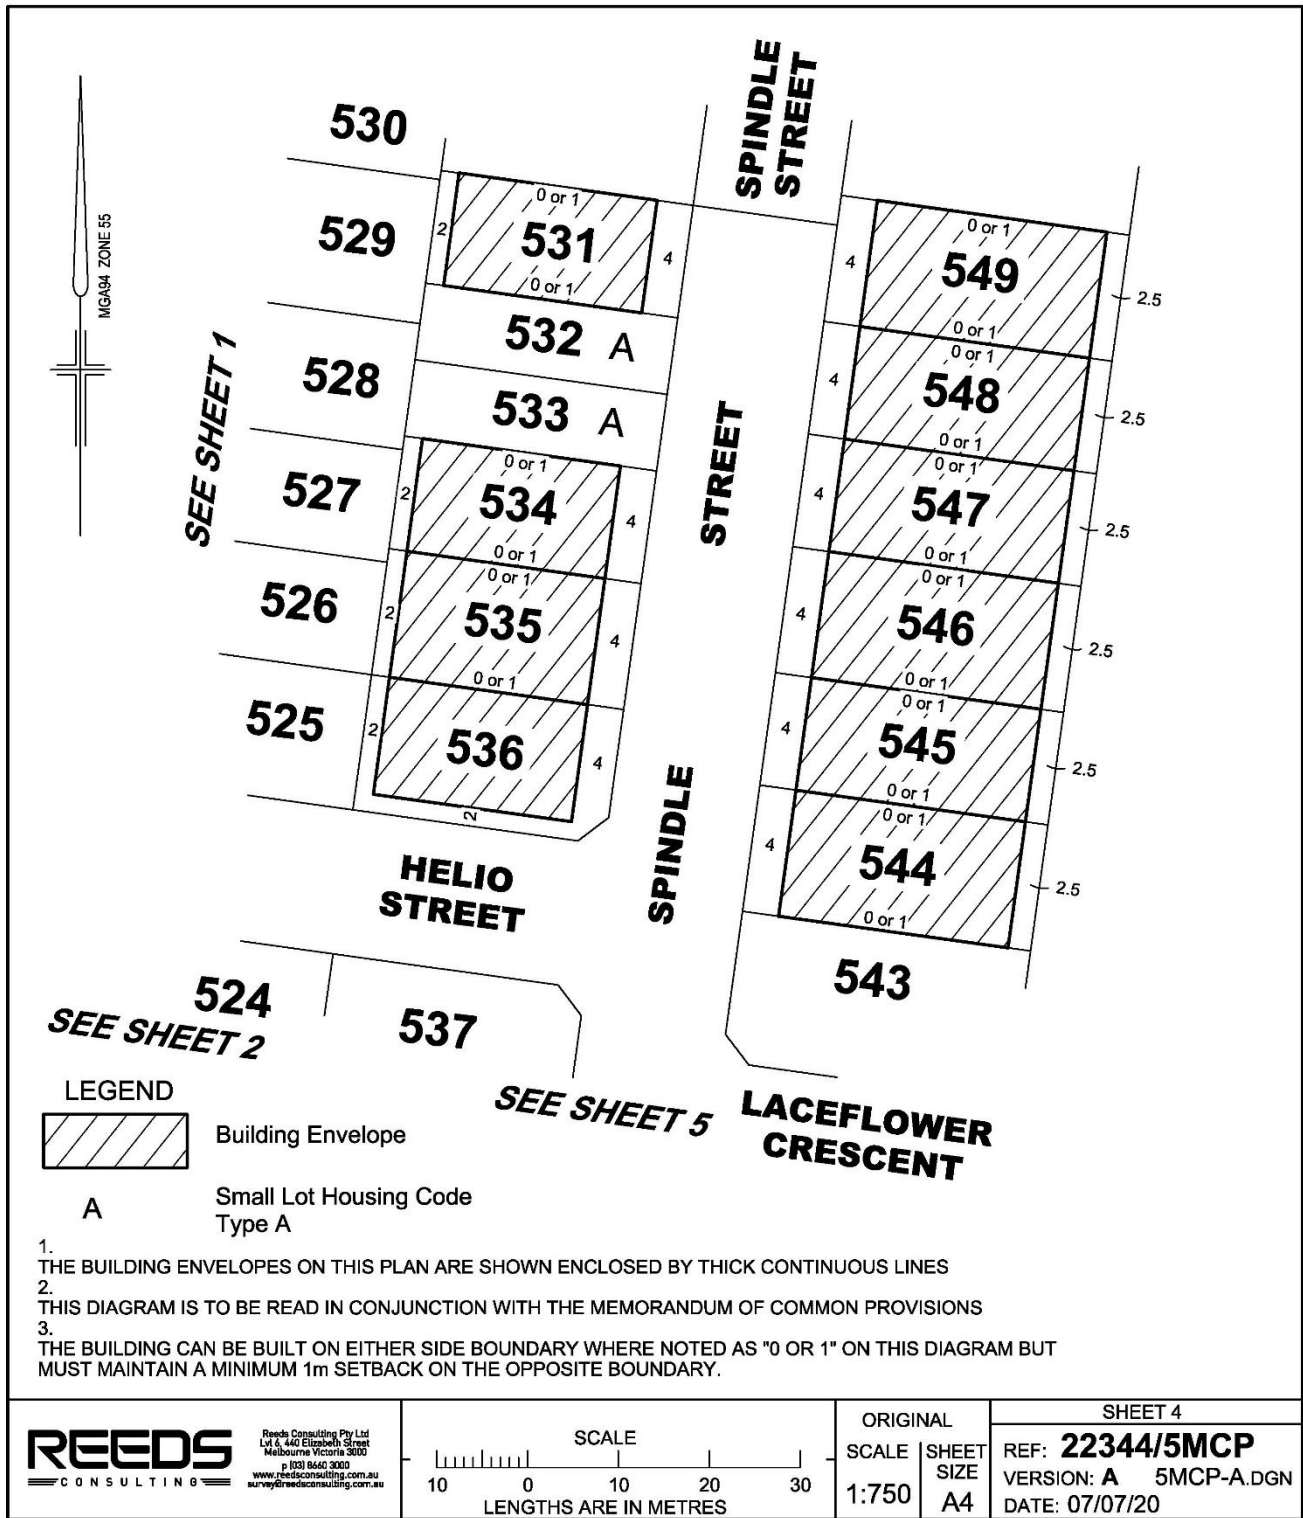 SPINDLE
STREET
530
MGA94 ZONE 55
529
2
0 or 1
531
0 or 1
4
4
0 or 1
549
0 or 1
2.5
532 A
SEE SHEET 1
528
533 A
4
0 or 1
548
0 or 1
2.5
STREET
527
2
0 or 1
534
0 or 1
4
4
0 or 1
547
0 or 1
2.5
526
2
0 or 1
535
0 or 1
4
4
0 or 1
546
0 or 1
2.5
525
2
536
4
2
4
0 or 1
545
0 or 1
2.5
SPINDLE
HELIO
STREET
4
0 or 1
544
0 or 1
2.5
543
524
SEE SHEET 2
537
SEE SHEET 5
LACEFLOWER
CRESCENT
LEGEND
Building Envelope
A
Small Lot Housing Code
Type A
1.
THE BUILDING ENVELOPES ON THIS PLAN ARE SHOWN ENCLOSED BY THICK CONTINUOUS LINES
2.
THIS DIAGRAM IS TO BE READ IN CONJUNCTION WITH THE MEMORANDUM OF COMMON PROVISIONS
3.
THE BUILDING CAN BE BUILT ON EITHER SIDE BOUNDARY WHERE NOTED AS "0 OR 1" ON THIS DIAGRAM BUT
MUST MAINTAIN A MINIMUM 1m SETBACK ON THE OPPOSITE BOUNDARY.
REEDS
CONSULTING
Reeds Consulting Pty Ltd
Lvl 6, 440 Elizabeth Street
Melbourne Victoria 3000
p (03) 8660 3000
www.reedsconsulting.com.au
survey@reedsconsulting.com.au
SCALE
10 0 10 20 30
LENGTHS ARE IN METRES
ORIGINAL
SCALE
1:750
SHEET
SIZE
A4
SHEET 4
REF: 22344/5MCP
VERSION: A 5MCP-A.DGN
DATE: 07/07/20